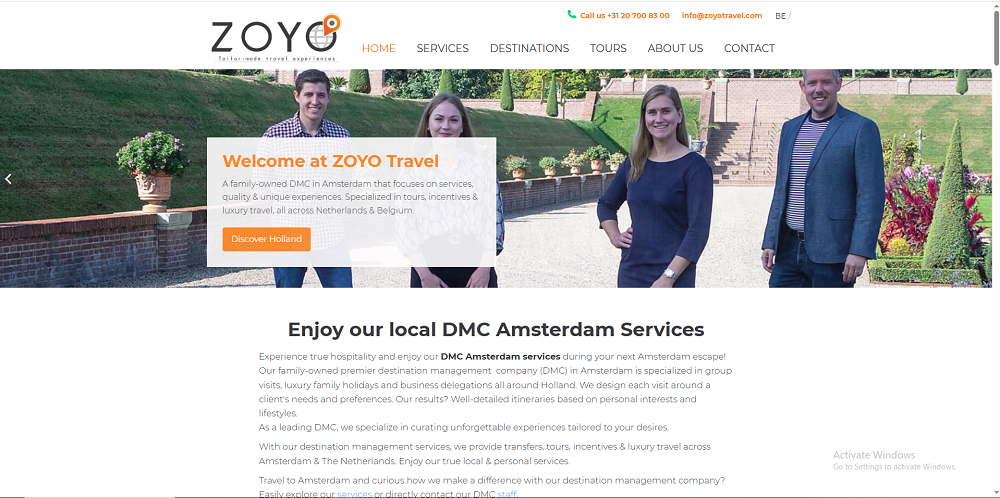 Call us +31 20 700 83 00 info@zoyotravel.com BE /
ZOYO
Tailor-made travel experiences
HOME SERVICES DESTINATIONS TOURS ABOUT US CONTACT
Welcome at ZOYO Travel
A family-owned DMC in Amsterdam that focuses on services,
quality & unique experiences. Specialized in tours, incentives &
luxury travel, all across Netherlands & Belgium.
Discover Holland
Enjoy our local DMC Amsterdam Services
Experience true hospitality and enjoy our DMC Amsterdam services during your next Amsterdam escape!
Our family-owned premier destination management company (DMC) in Amsterdam is specialized in group
visits, luxury family holidays and business delegations all around Holland. We design each visit around a
client's needs and preferences. Our results? Well-detailed itineraries based on personal interests and
lifestyles.
As a leading DMC, we specialize in curating unforgettable experiences tailored to your desires.
With our destination management services, we provide transfers, tours, incentives & luxury travel across
Amsterdam & The Netherlands. Enjoy our true local & personal services.
Travel to Amsterdam and curious how we make a difference with our destination management company?
Easily explore our services or directly contact our DMC staff.
Activate Windows
Go to Settings to activate Windows.